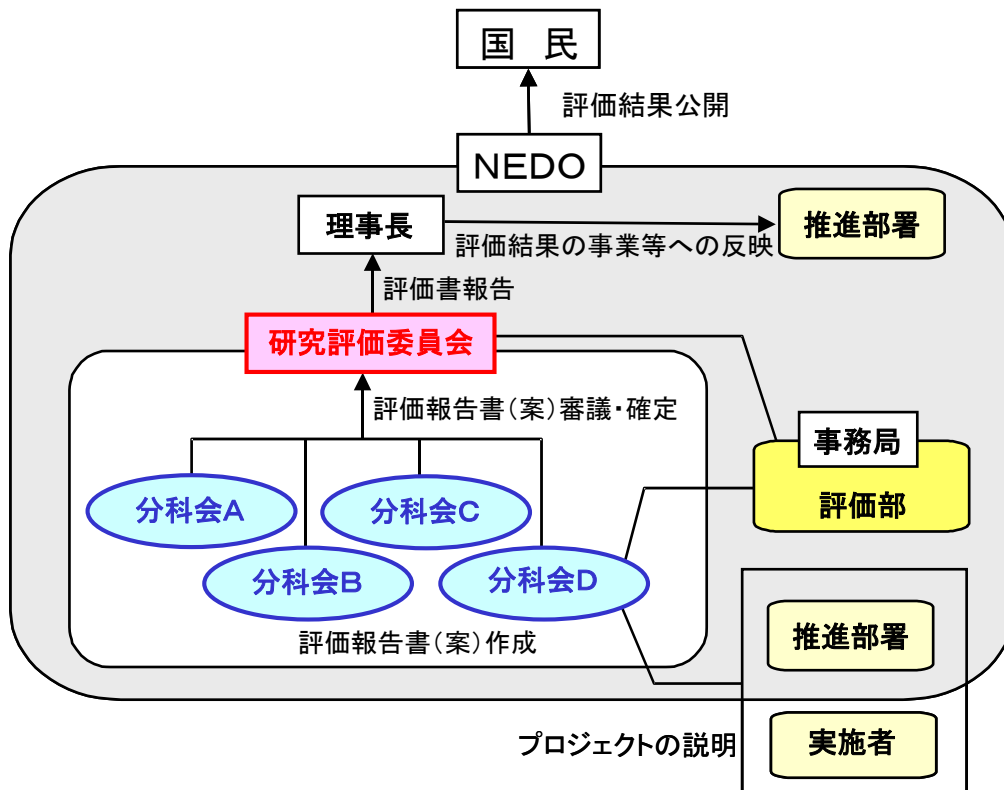 国　民
評価結果公開
NEDO
理事長
推進部署
評価結果の事業等への反映
評価書報告
研究評価委員会
評価報告書（案）審議・確定
事務局
評価部
分科会A
分科会C
分科会B
分科会D
評価報告書（案）作成
推進部署
プロジェクトの説明
実施者